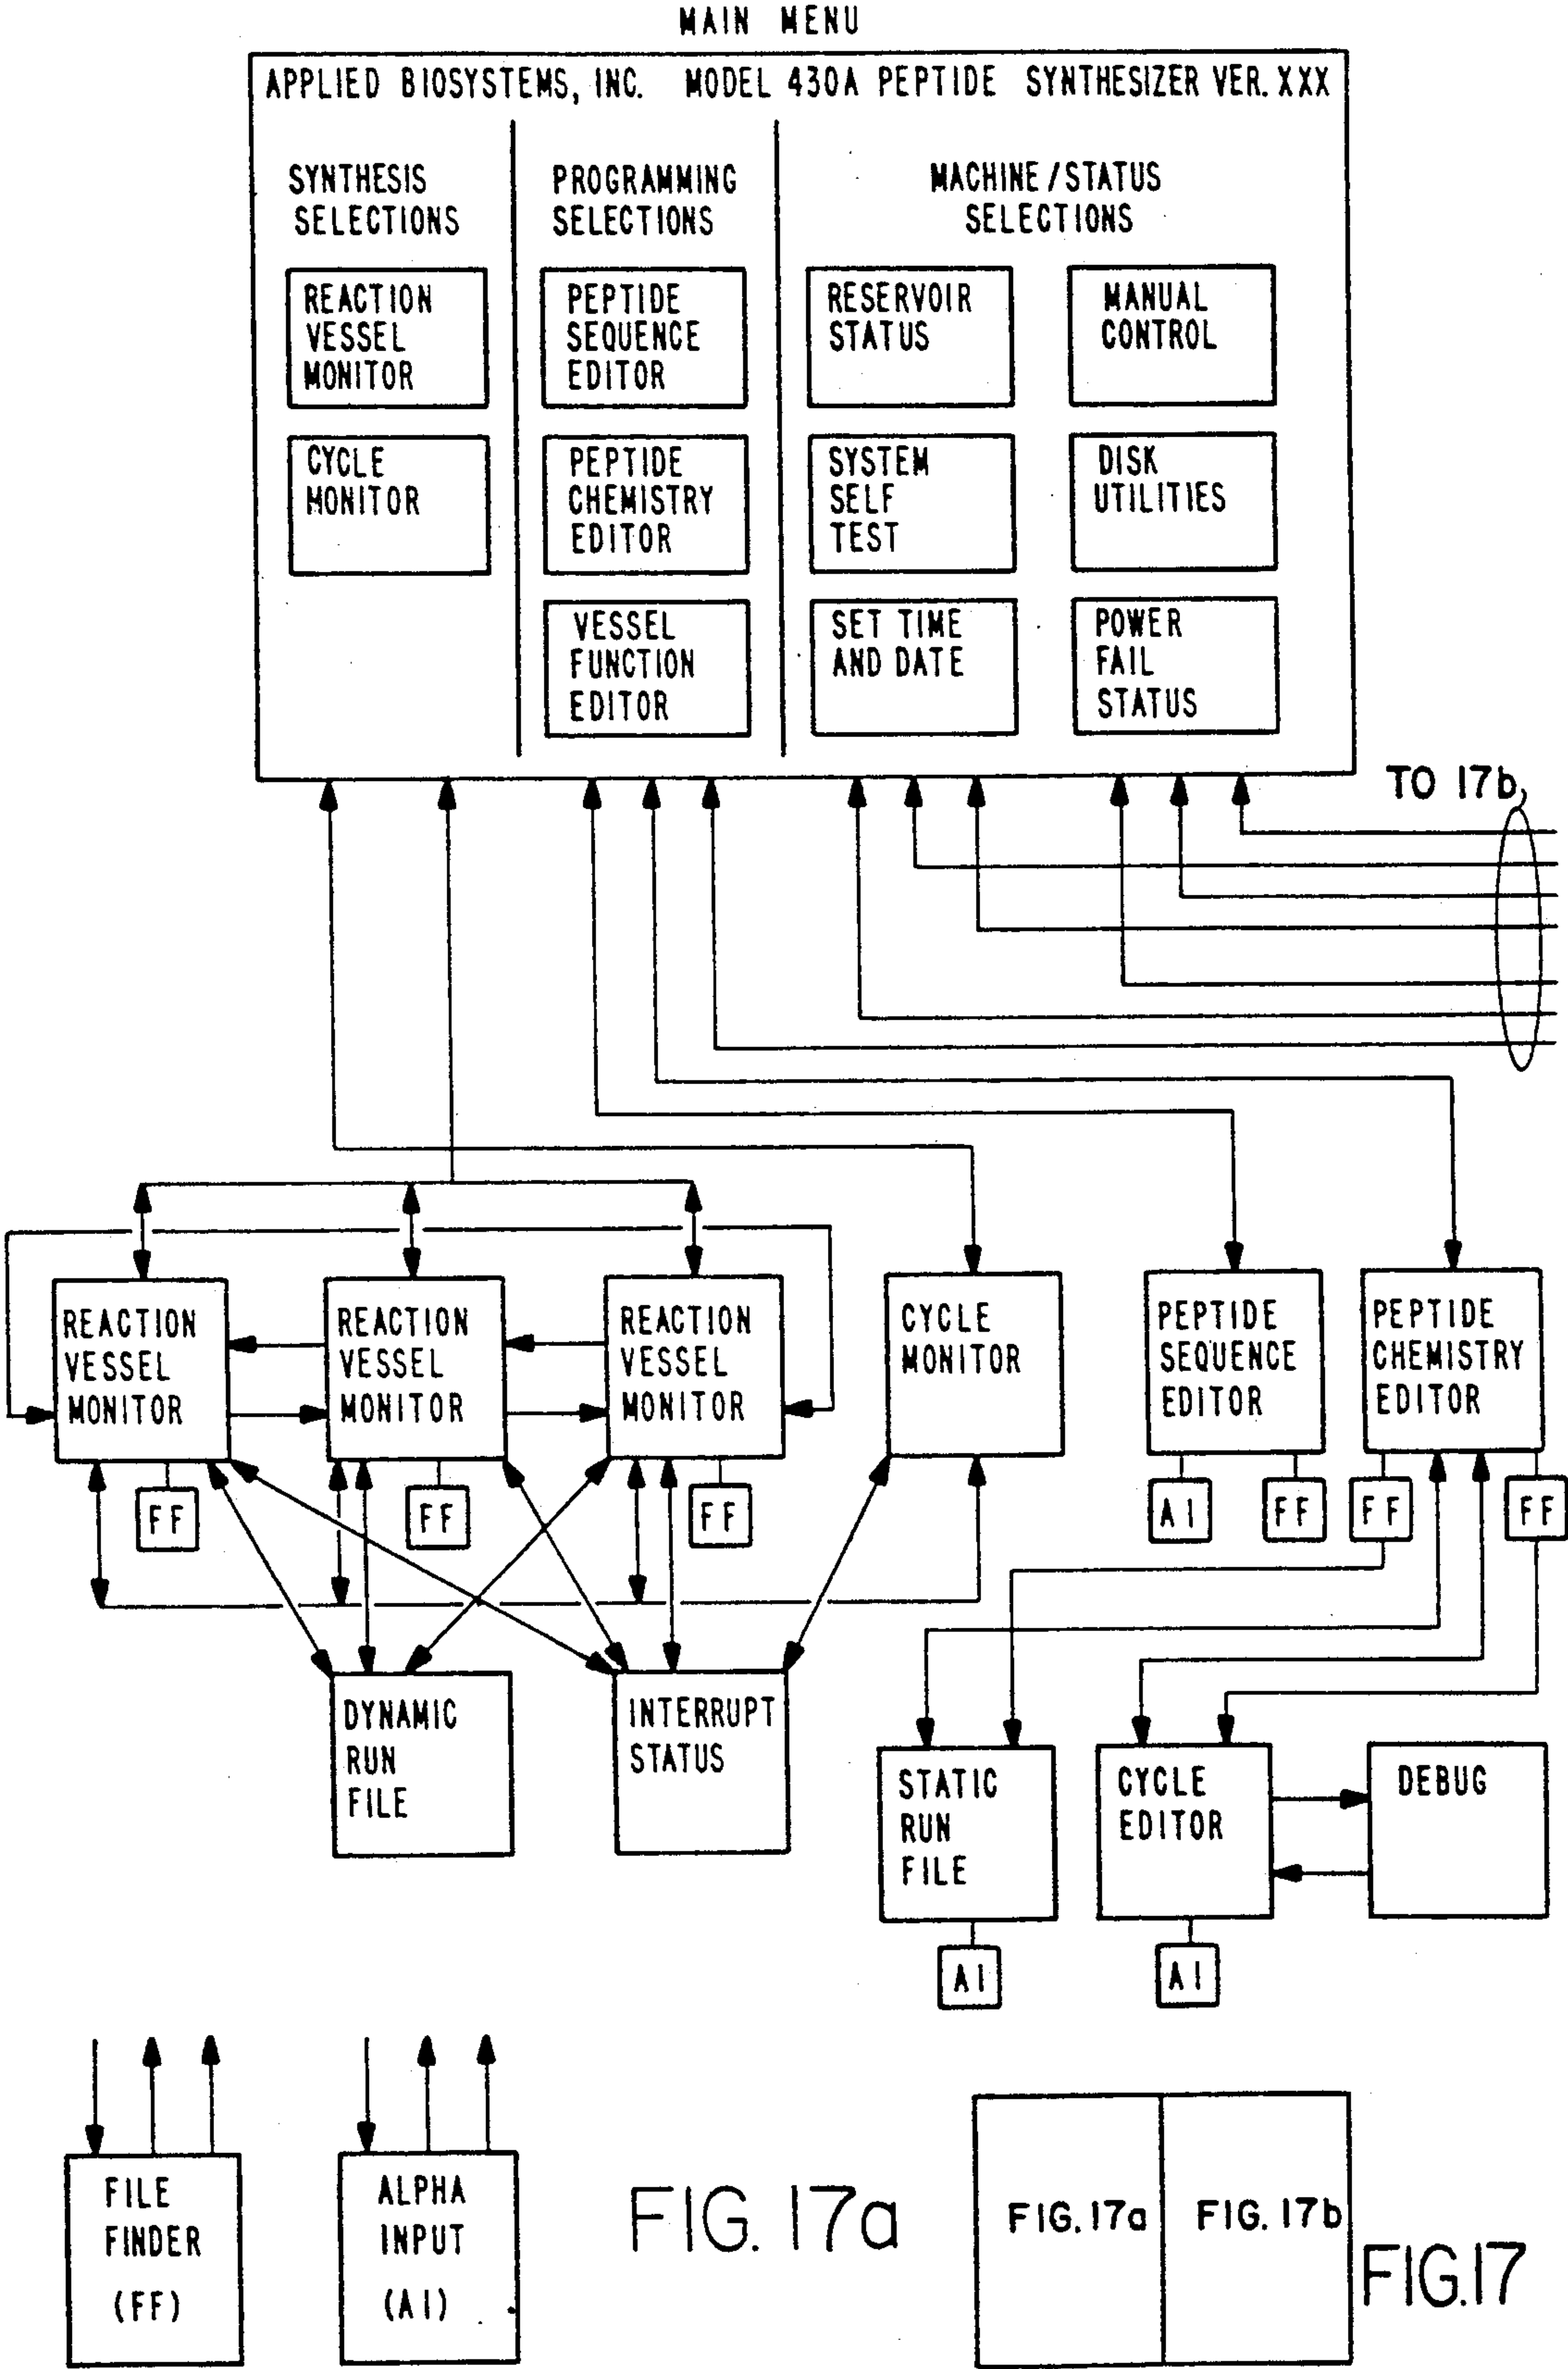 MAIN MENU
APPLIED BIOSYSTEMS, INC. MODEL 430A PEPTIDE SYNTHESIZER VER. XXX
SYNTHESIS
SELECTIONS
REACTION
VESSEL
MONITOR
CYCLE
MONITOR
PROGRAMMING
SELECTIONS
PEPTIDE
SEQUENCE
EDITOR
PEPTIDE
CHEMISTRY
EDITOR
VESSEL
FUNCTION
EDITOR
MACHINE/STATUS
SELECTIONS
RESERVOIR
STATUS
MANUAL
CONTROL
SYSTEM
SELF
TEST
DISK
UTILITIES
SET TIME
AND DATE
POWER
FAIL
STATUS
TO 17b
REACTION
VESSEL
MONITOR
REACTION
VESSEL
MONITOR
REACTION
VESSEL
MONITOR
CYCLE
MONITOR
PEPTIDE
SEQUENCE
EDITOR
PEPTIDE
CHEMISTRY
EDITOR
FF
FF
FF
AI
FF
FF
FF
DYNAMIC
RUN
FILE
INTERRUPT
STATUS
STATIC
RUN
FILE
CYCLE
EDITOR
DEBUG
AI
AI
FILE
FINDER
(FF)
ALPHA
INPUT
(AI)
FIG. 17a
FIG. 17a
FIG. 17b
FIG. 17